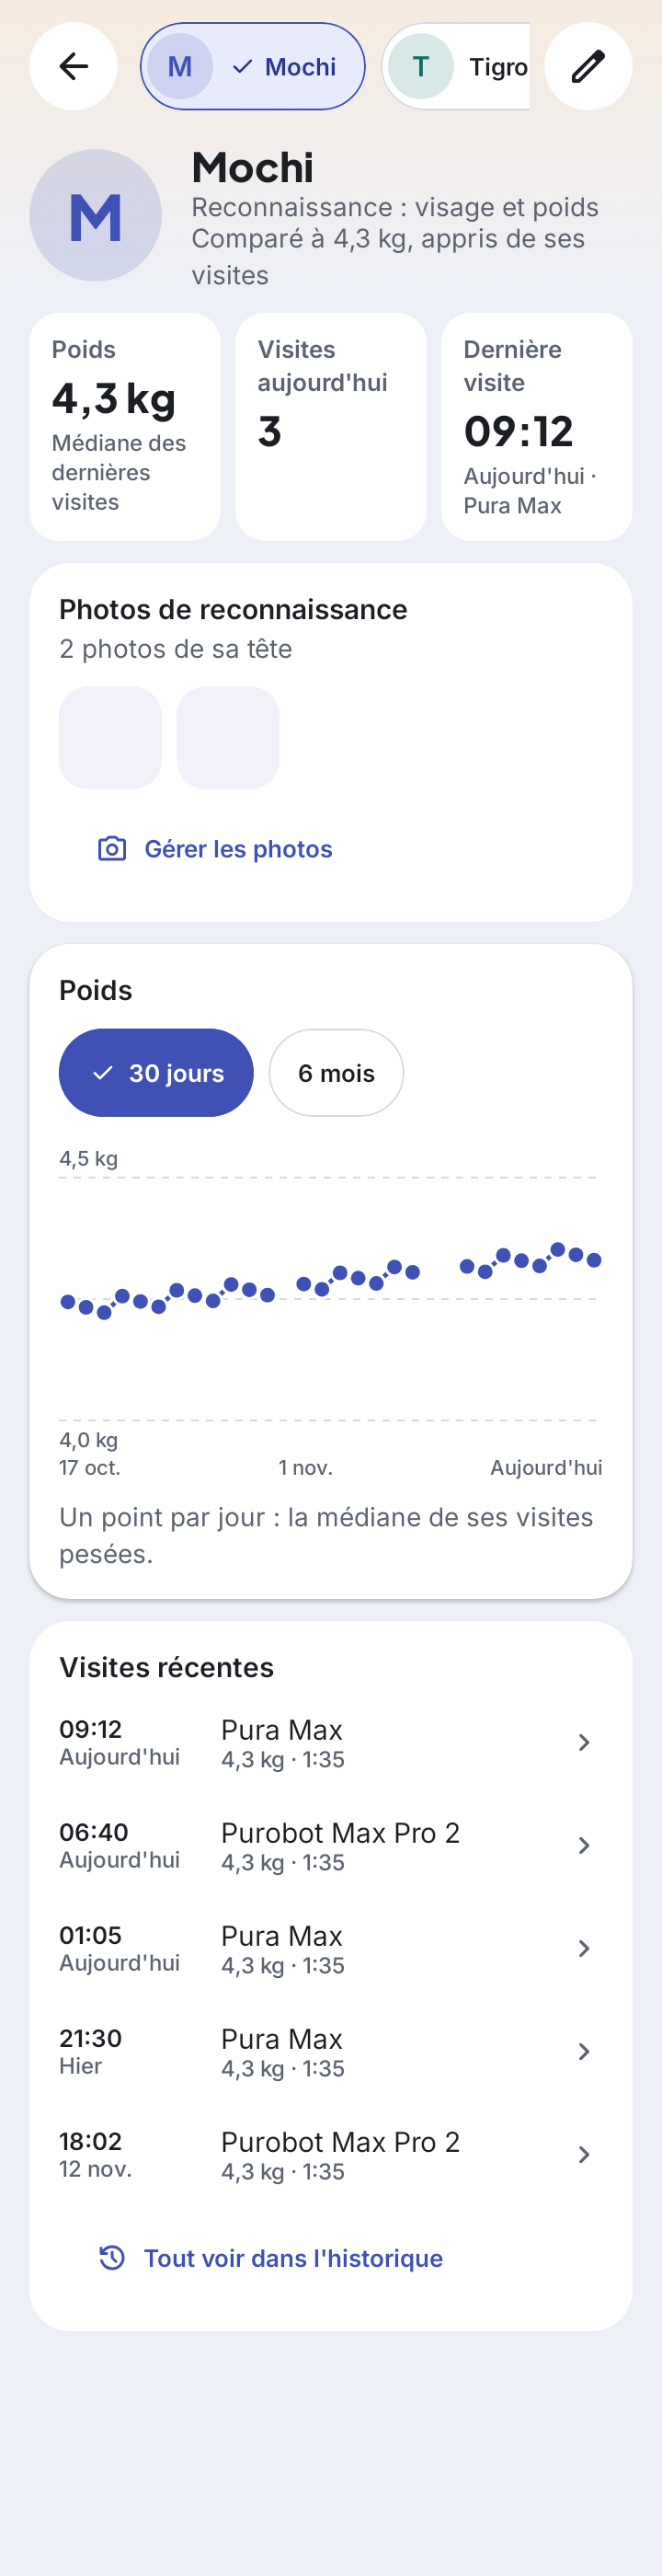 M
Mochi
T
Tigro
M
Mochi
Reconnaissance : visage et poids
Comparé à 4,3 kg, appris de ses
visites
Poids
4,3 kg
Médiane des
dernières
visites
Visites
aujourd'hui
3
Dernière
visite
09:12
Aujourd'hui ·
Pura Max
Photos de reconnaissance
2 photos de sa tête
Gérer les photos
Poids
30 jours
6 mois
4,5 kg
4,0 kg
17 oct.
1 nov.
Aujourd'hui
Un point par jour : la médiane de ses visites
pesées.
Visites récentes
09:12
Aujourd'hui
Pura Max
4,3 kg · 1:35
06:40
Aujourd'hui
Purobot Max Pro 2
4,3 kg · 1:35
01:05
Aujourd'hui
Pura Max
4,3 kg · 1:35
21:30
Hier
Pura Max
4,3 kg · 1:35
18:02
12 nov.
Purobot Max Pro 2
4,3 kg · 1:35
Tout voir dans l'historique